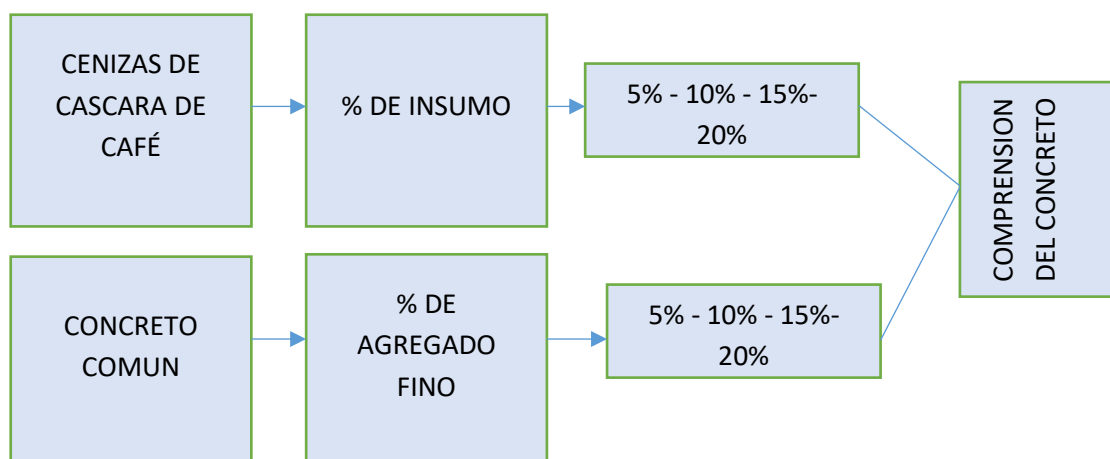 CENIZAS DE
CASCARA DE
CAFÉ
% DE INSUMO
5% - 10% - 15%-
20%
COMPRENSION
DEL CONCRETO
CONCRETO
COMUN
% DE
AGREGADO
FINO
5% - 10% - 15%-
20%